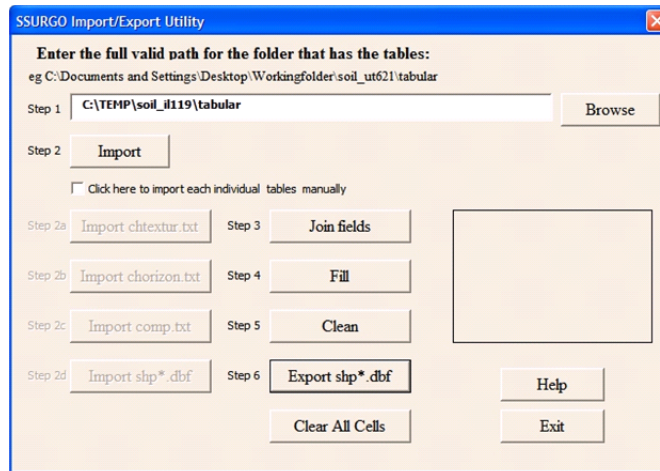 SSURGO Import/Export Utility
Enter the full valid path for the folder that has the tables:
eg C:\Documents and Settings\Desktop\Workingfolder\soil_ut621\tabular
Step 1 C:\TEMP\soil_il119\tabular Browse
Step 2 Import
Click here to import each individual tables manually
Step 2a Import chtextur.txt Step 3 Join fields
Step 2b Import chorizon.txt Step 4 Fill
Step 2c Import comp.txt Step 5 Clean
Step 2d Import shp*.dbf Step 6 Export shp*.dbf Help
Clear All Cells Exit